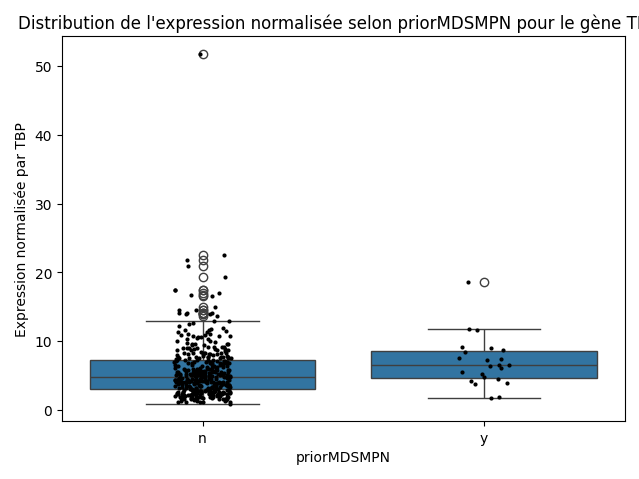 Distribution de l'expression normalisée selon priorMDSMPN pour le gène
Expression normalisée par TBP
50
40
30
20
10
0
n
y
priorMDSMPN